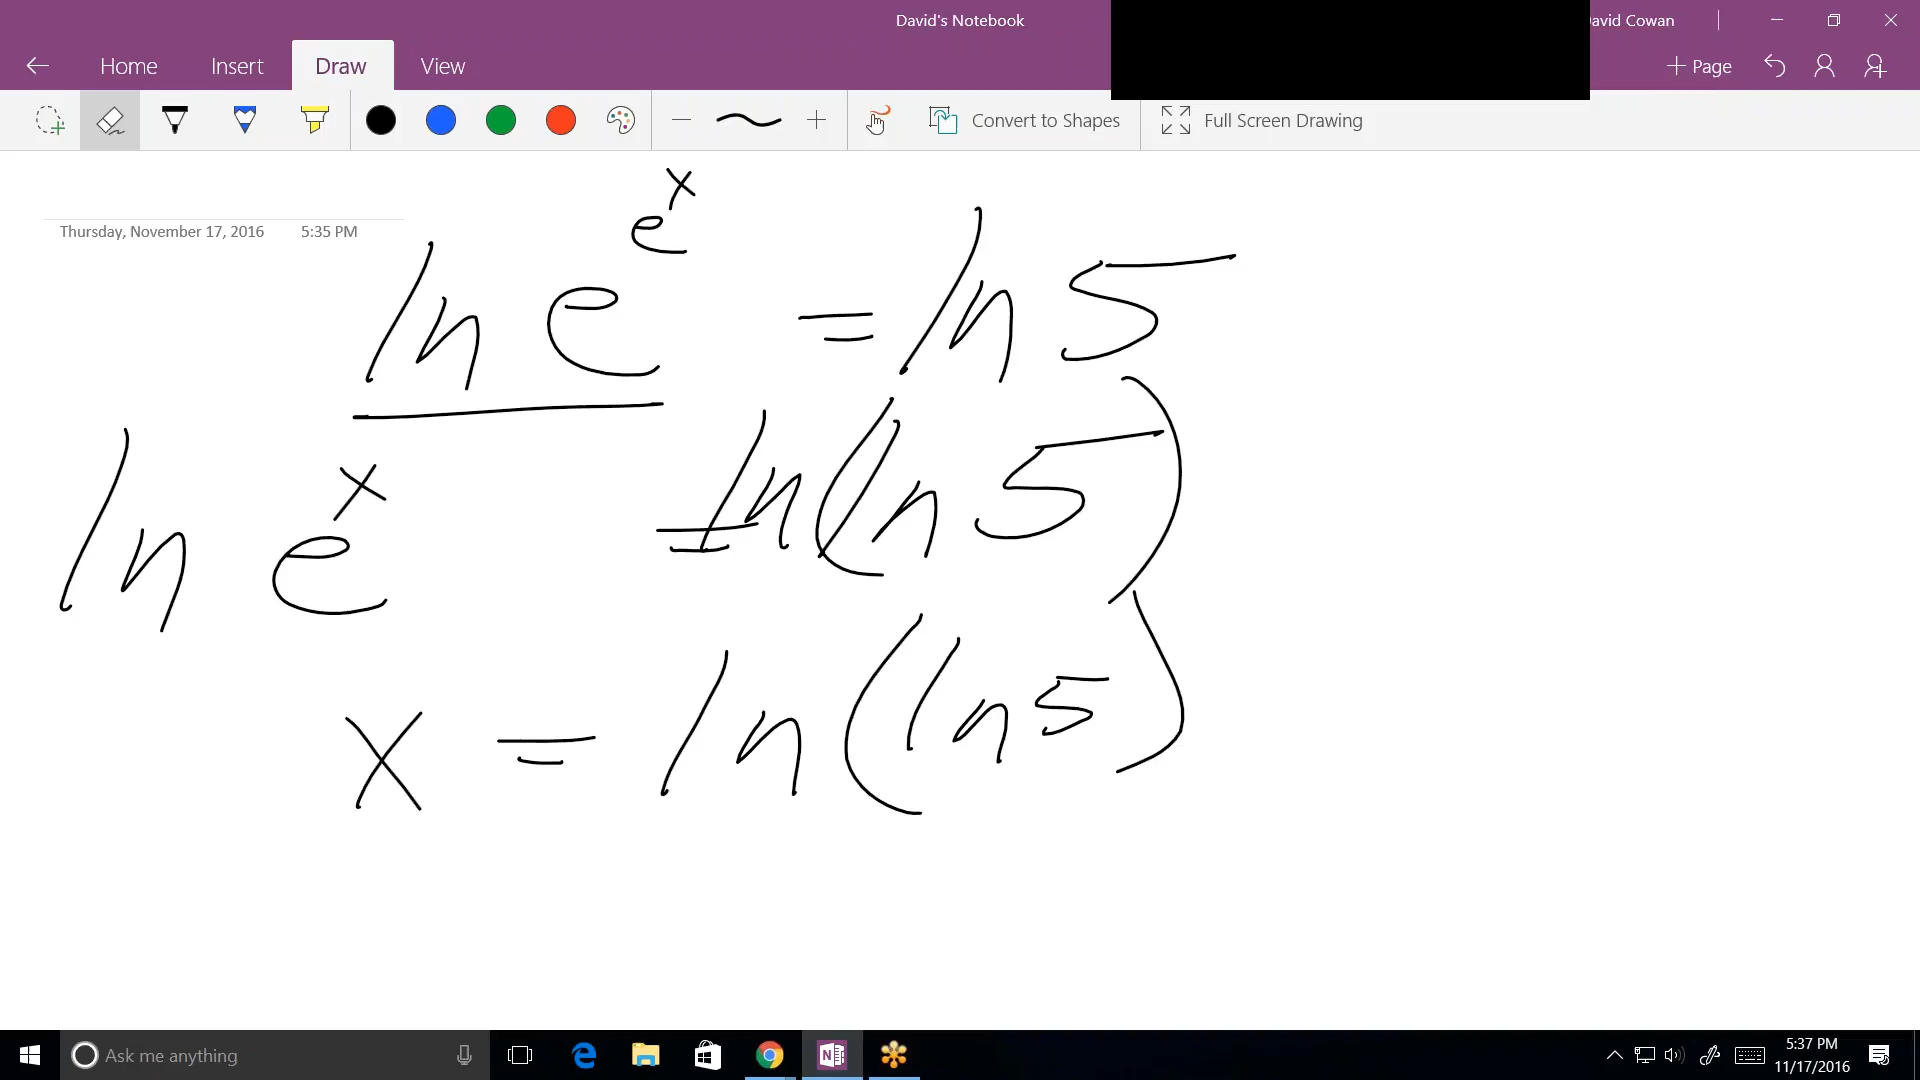 David's Notebook
avid Cowan
Home Insert Draw View
Page
Convert to Shapes Full Screen Drawing
Thursday, November 17, 2016 5:35 PM
ln e^e^x = ln 5
ln e^x = ln(ln 5)
x = ln(ln 5)
Ask me anything
5:37 PM
11/17/2016